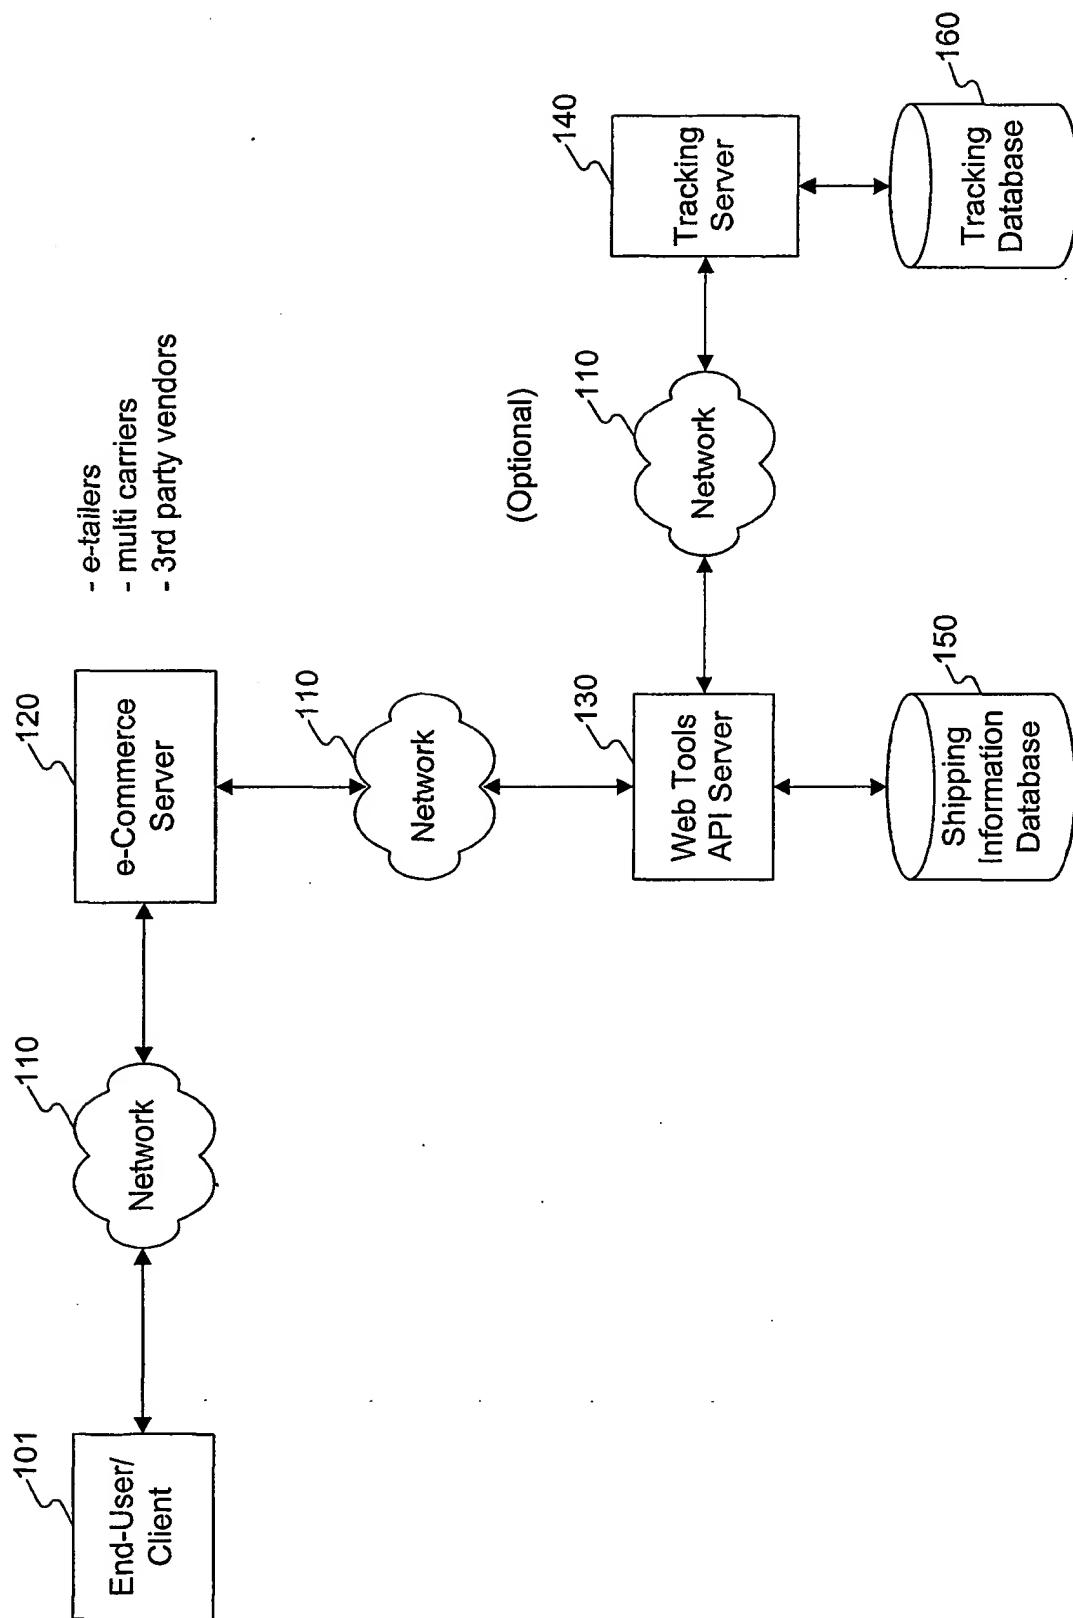 101
End-User/
Client
110
Network
120
e-Commerce
Server
- e-tailers
- multi carriers
- 3rd party vendors
110
Network
130
Web Tools
API Server
(Optional)
110
Network
140
Tracking
Server
150
Shipping
Information
Database
160
Tracking
Database